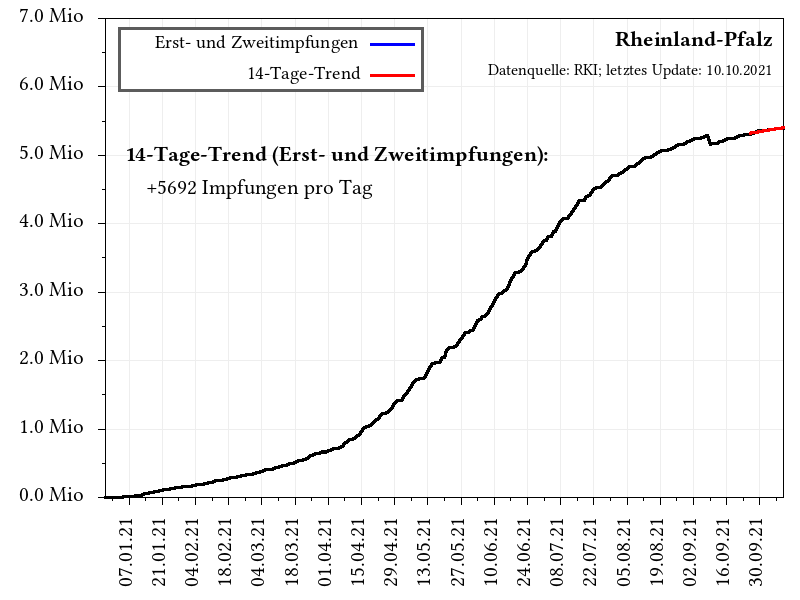 7.0 Mio
6.0 Mio
5.0 Mio
4.0 Mio
3.0 Mio
2.0 Mio
1.0 Mio
0.0 Mio
Erst- und Zweitimpfungen
14-Tage-Trend
Rheinland-Pfalz
Datenquelle: RKI; letztes Update: 10.10.2021
14-Tage-Trend (Erst- und Zweitimpfungen):
+5692 Impfungen pro Tag
07.01.21
21.01.21
04.02.21
18.02.21
04.03.21
18.03.21
01.04.21
15.04.21
29.04.21
13.05.21
27.05.21
10.06.21
24.06.21
08.07.21
22.07.21
05.08.21
19.08.21
02.09.21
16.09.21
30.09.21